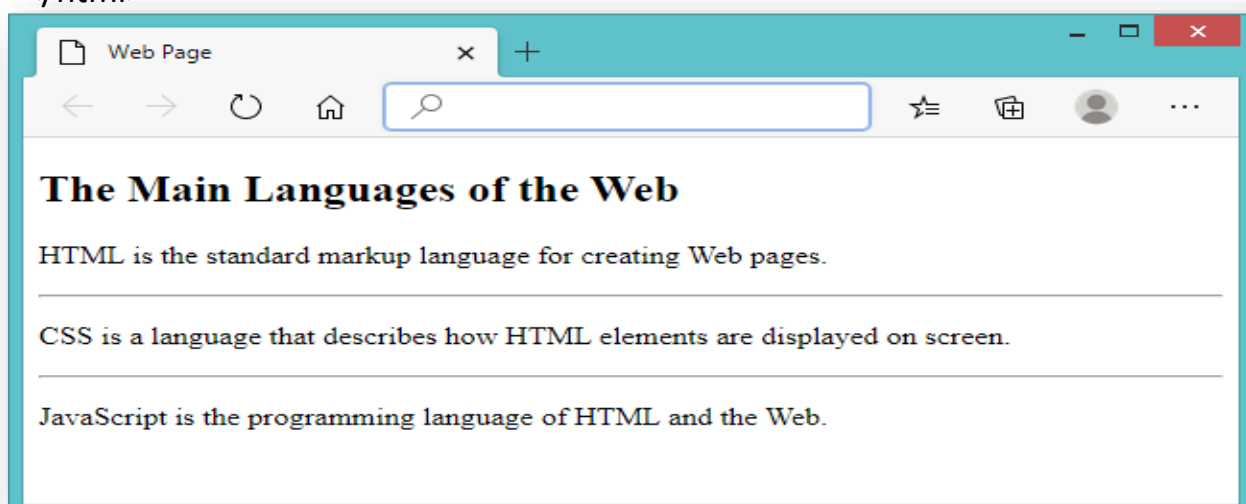 Web Page
The Main Languages of the Web
HTML is the standard markup language for creating Web pages.
CSS is a language that describes how HTML elements are displayed on screen.
JavaScript is the programming language of HTML and the Web.